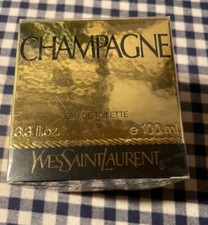 CHAMPAGNE
EAU DE TOILETTE
3.3 fl.oz. e 100 ml
YVESSAINTLAURENT